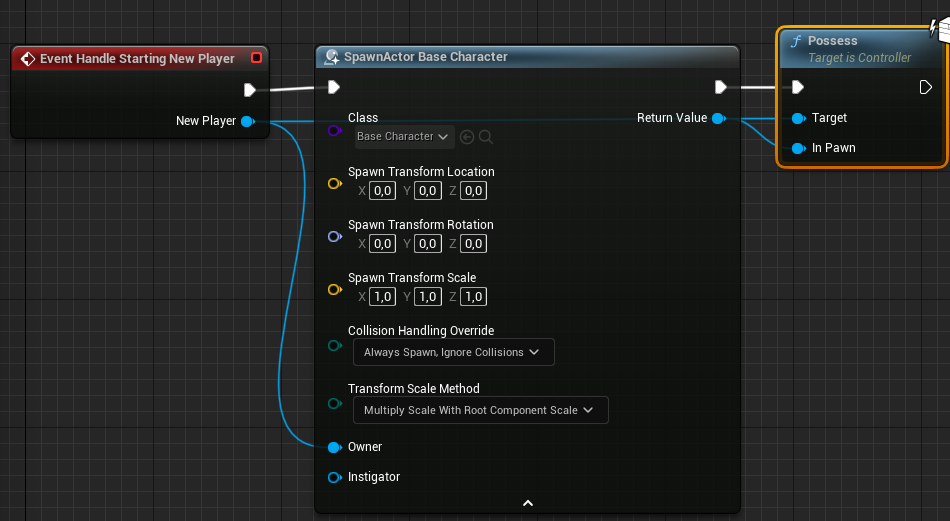 Event Handle Starting New Player
New Player
SpawnActor Base Character
Class
Base Character
Return Value
Spawn Transform Location
X 0,0 Y 0,0 Z 0,0
Spawn Transform Rotation
X 0,0 Y 0,0 Z 0,0
Spawn Transform Scale
X 1,0 Y 1,0 Z 1,0
Collision Handling Override
Always Spawn, Ignore Collisions
Transform Scale Method
Multiply Scale With Root Component Scale
Owner
Instigator
f Possess
Target is Controller
Target
In Pawn